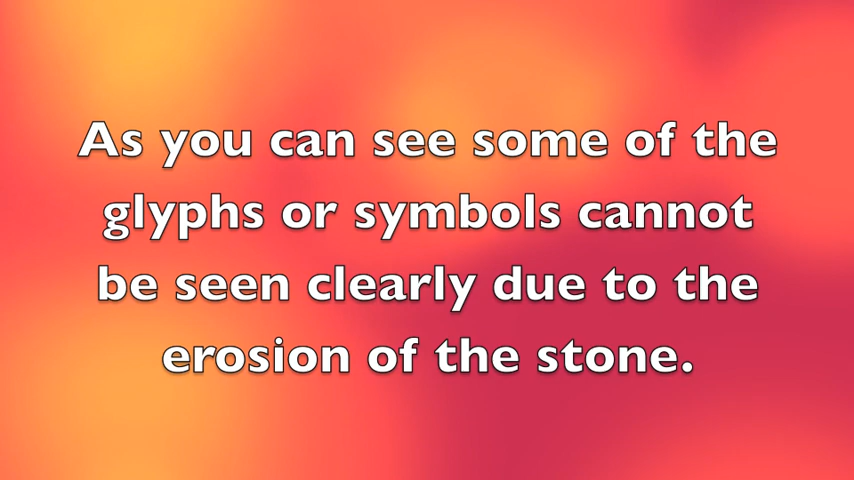 As you can see some of the
glyphs or symbols cannot
be seen clearly due to the
erosion of the stone.